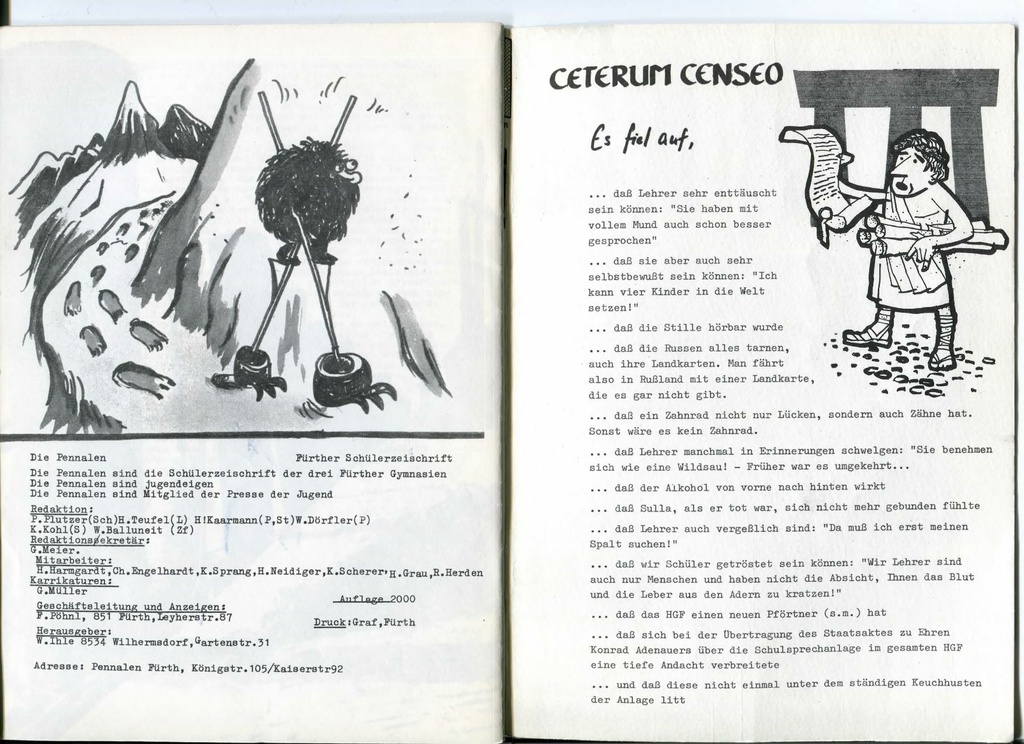 Die Pennalen Fürther Schülerzeischrift
Die Pennalen sind die Schülerzeischrift der drei Fürther Gymnasien
Die Pennalen sind jugendeigen
Die Pennalen sind Mitglied der Presse der Jugend
Redaktion:
P.Plutzer(Sch)H.Teufel(L) H!Kaarmann(P,St)W.Dörfler(P)
K.Kohl(S) W.Balluneit (Zf)
Redaktionssekretär:
G.Meier.
Mitarbeiter:
H.Harmgardt,Ch.Engelhardt,K.Sprang,H.Neidiger,K.Scherer,H.Grau,R.Herden
Karrikaturen:
G.Müller
Auflage 2000
Geschäftsleitung und Anzeigen:
F.Pöhnl, 851 Fürth,Leyherstr.87 Druck:Graf,Fürth
Herausgeber:
W.Ihle 8534 Wilhermsdorf,Gartenstr.31
Adresse: Pennalen Fürth, Königstr.105/Kaiserstr92
CETERUM CENSEO
Es fiel auf,
... daß Lehrer sehr enttäuscht
sein können: "Sie haben mit
vollem Mund auch schon besser
gesprochen"
... daß sie aber auch sehr
selbstbewußt sein können: "Ich
kann vier Kinder in die Welt
setzen!"
... daß die Stille hörbar wurde
... daß die Russen alles tarnen,
auch ihre Landkarten. Man fährt
also in Rußland mit einer Landkarte,
die es gar nicht gibt.
... daß ein Zahnrad nicht nur Lücken, sondern auch Zähne hat.
Sonst wäre es kein Zahnrad.
... daß Lehrer manchmal in Erinnerungen schwelgen: "Sie benehmen
sich wie eine Wildsau! - Früher war es umgekehrt...
... daß der Alkohol von vorne nach hinten wirkt
... daß Sulla, als er tot war, sich nicht mehr gebunden fühlte
... daß Lehrer auch vergeßlich sind: "Da muß ich erst meinen
Spalt suchen!"
... daß wir Schüler getröstet sein können: "Wir Lehrer sind
auch nur Menschen und haben nicht die Absicht, Ihnen das Blut
und die Leber aus den Adern zu kratzen!"
... daß das HGF einen neuen Pförtner (s.m.) hat
... daß sich bei der Übertragung des Staatsaktes zu Ehren
Konrad Adenauers über die Schulsprechanlage im gesamten HGF
eine tiefe Andacht verbreitete
... und daß diese nicht einmal unter dem ständigen Keuchhusten
der Anlage litt